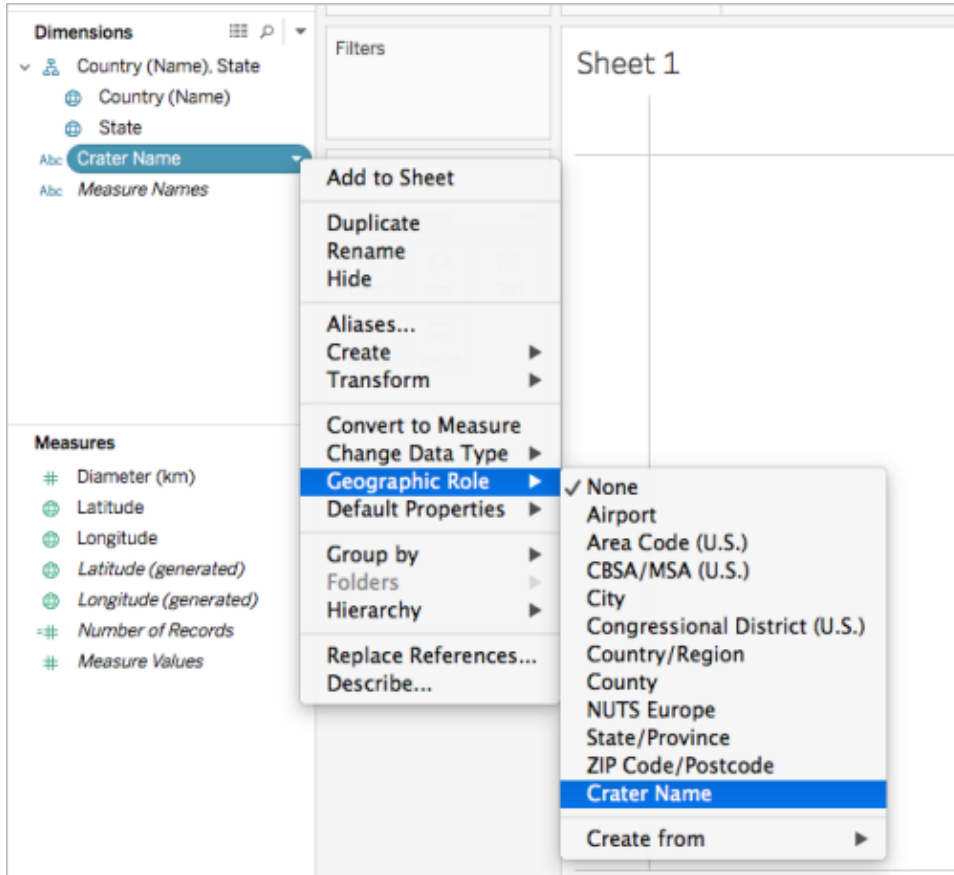 Dimensions
Country (Name), State
Country (Name)
State
Abc Crater Name
Abc Measure Names
Measures
# Diameter (km)
Latitude
Longitude
Latitude (generated)
Longitude (generated)
=# Number of Records
# Measure Values
Filters
Sheet 1
Add to Sheet
Duplicate
Rename
Hide
Aliases...
Create
Transform
Convert to Measure
Change Data Type
Geographic Role
Default Properties
Group by
Folders
Hierarchy
Replace References...
Describe...
✓ None
Airport
Area Code (U.S.)
CBSA/MSA (U.S.)
City
Congressional District (U.S.)
Country/Region
County
NUTS Europe
State/Province
ZIP Code/Postcode
Crater Name
Create from